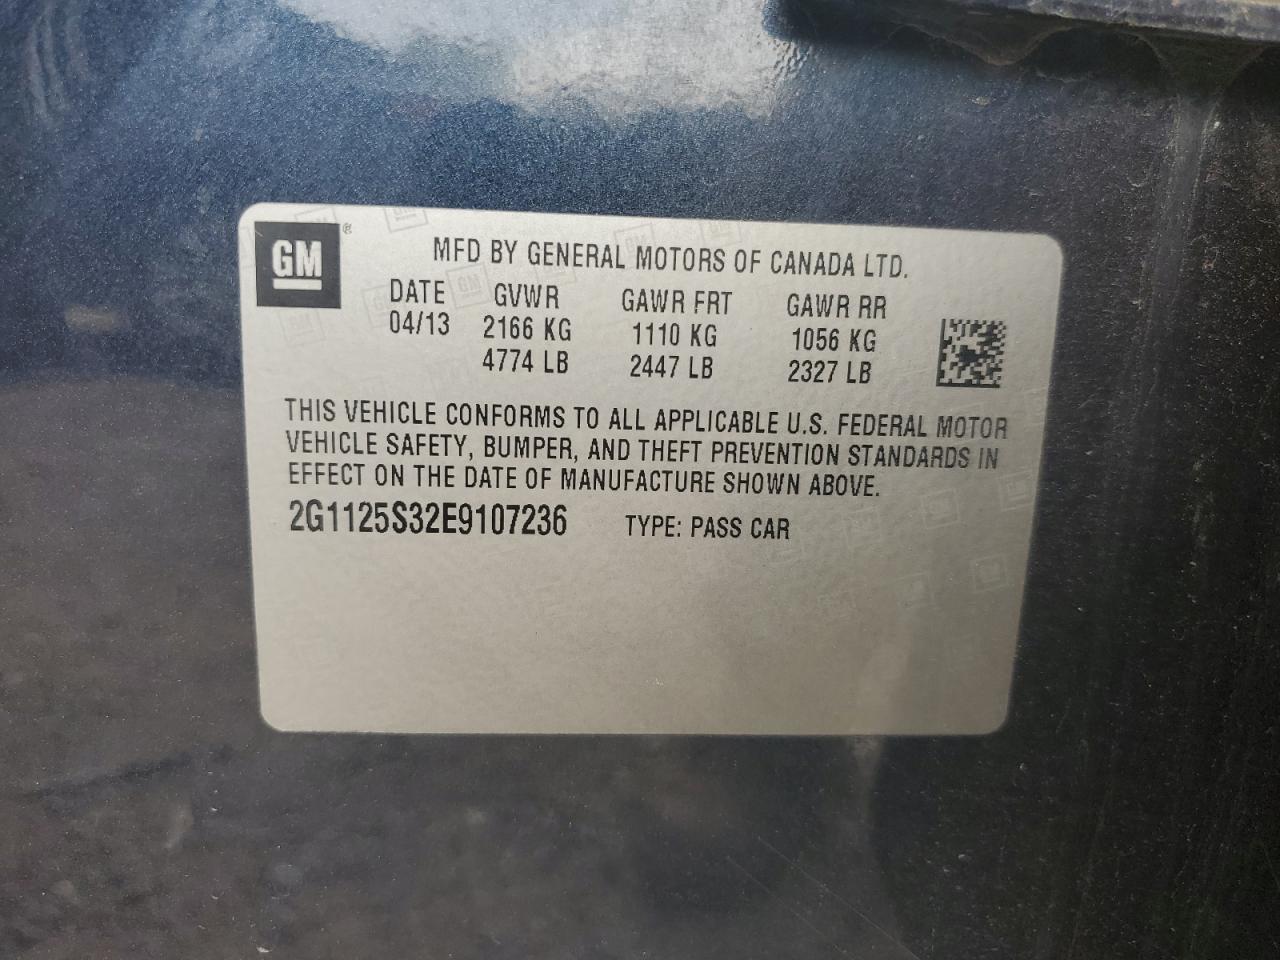 GM®
MFD BY GENERAL MOTORS OF CANADA LTD.
DATE GVWR GAWR FRT GAWR RR
04/13 2166 KG 1110 KG 1056 KG
4774 LB 2447 LB 2327 LB
THIS VEHICLE CONFORMS TO ALL APPLICABLE U.S. FEDERAL MOTOR
VEHICLE SAFETY, BUMPER, AND THEFT PREVENTION STANDARDS IN
EFFECT ON THE DATE OF MANUFACTURE SHOWN ABOVE.
2G1125S32E9107236 TYPE: PASS CAR